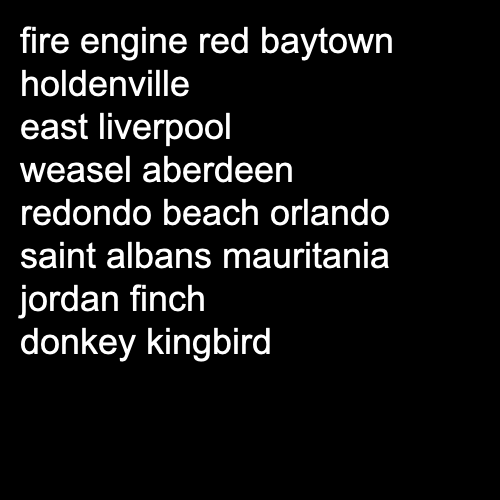 fire engine red baytown
holdenville
east liverpool
weasel aberdeen
redondo beach orlando
saint albans mauritania
jordan finch
donkey kingbird